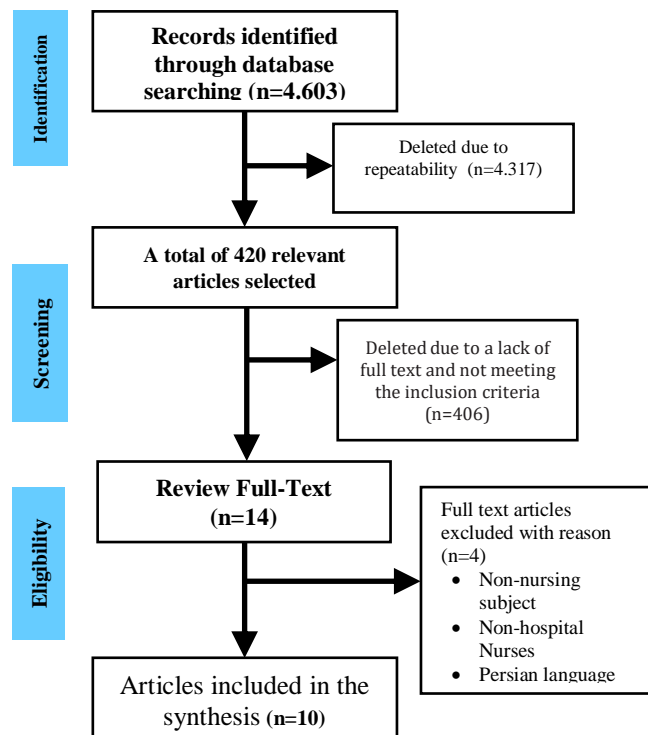 Identification
Records identified
through database
searching (n=4.603)
Deleted due to
repeatability (n=4.317)
A total of 420 relevant
articles selected
Screening
Deleted due to a lack of
full text and not meeting
the inclusion criteria
(n=406)
Review Full-Text
(n=14)
Eligibility
Full text articles
excluded with reason
(n=4)
• Non-nursing
subject
• Non-hospital
Nurses
• Persian language
Articles included in the
synthesis (n=10)